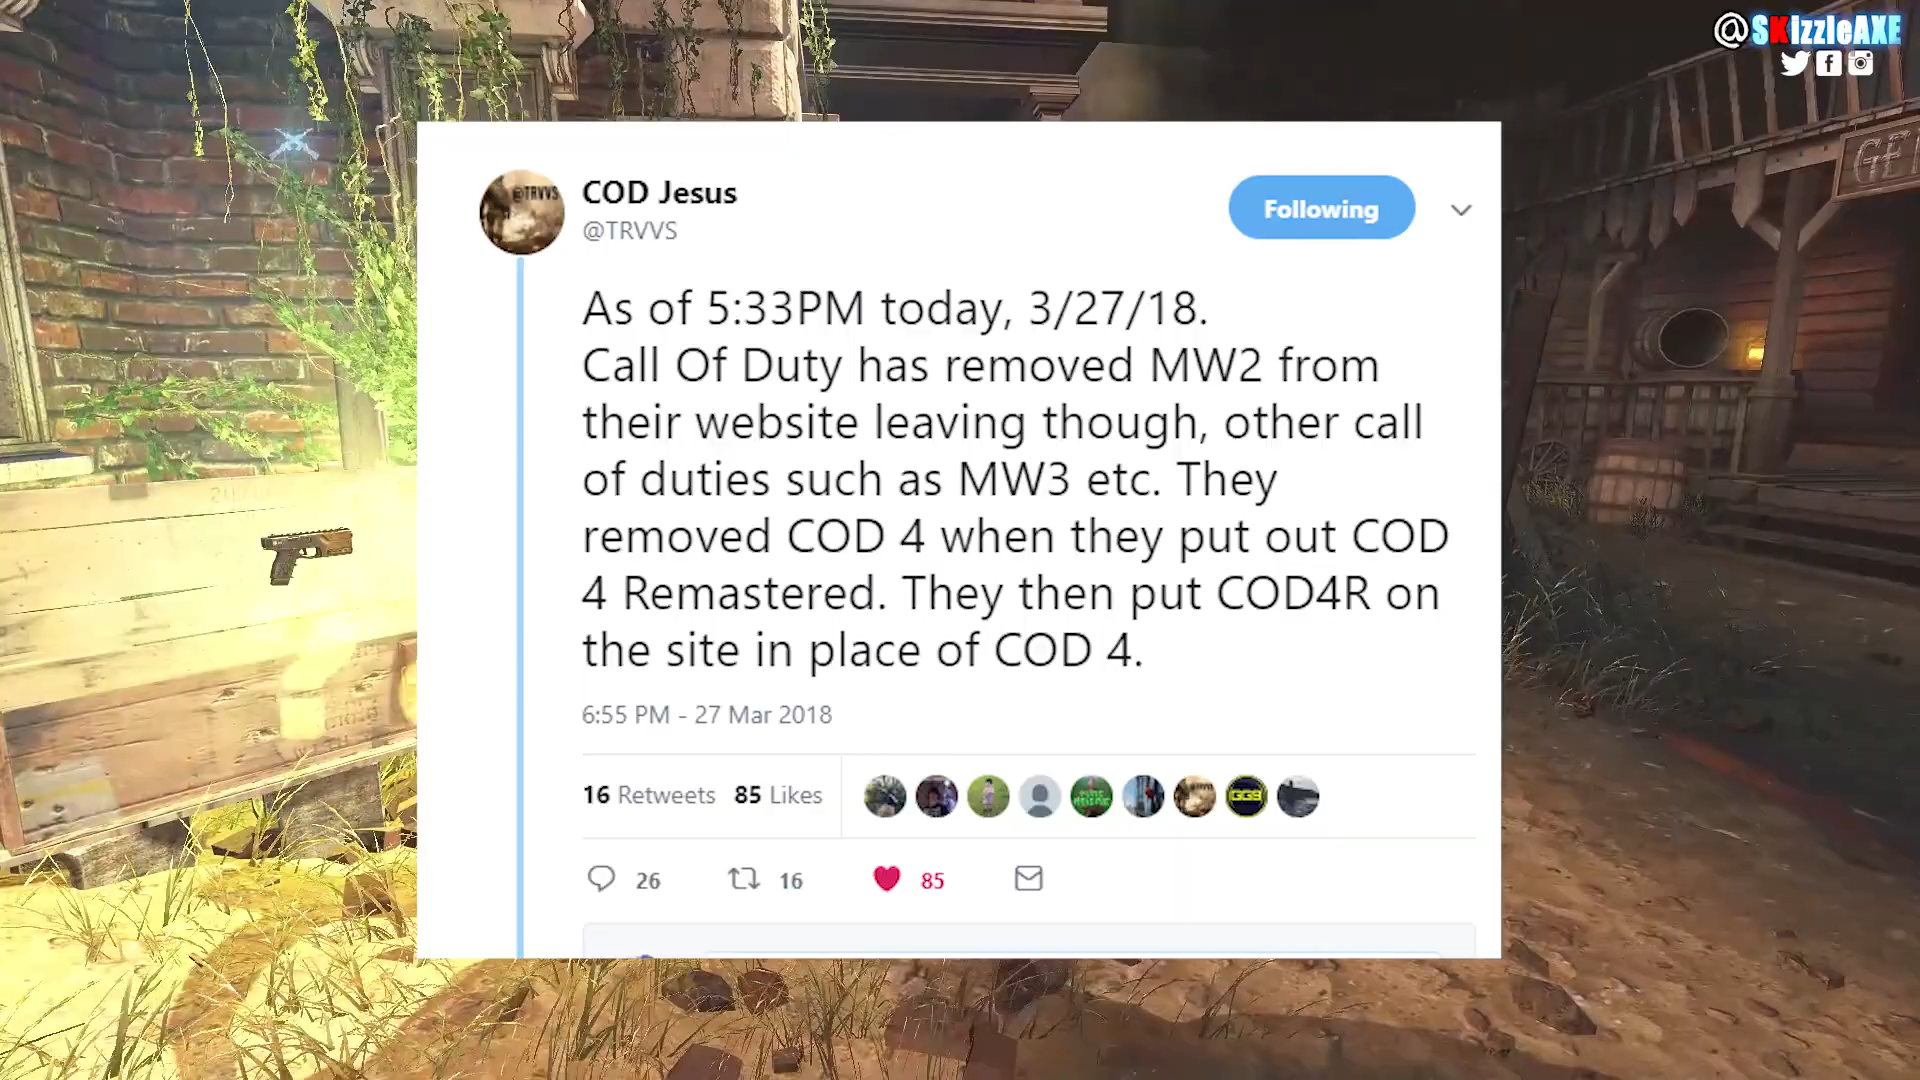 @SKizzleAXE
COD Jesus
@TRVVS
@TRVVS
Following
As of 5:33PM today, 3/27/18.
Call Of Duty has removed MW2 from
their website leaving though, other call
of duties such as MW3 etc. They
removed COD 4 when they put out COD
4 Remastered. They then put COD4R on
the site in place of COD 4.
6:55 PM - 27 Mar 2018
16 Retweets 85 Likes
26 16 85